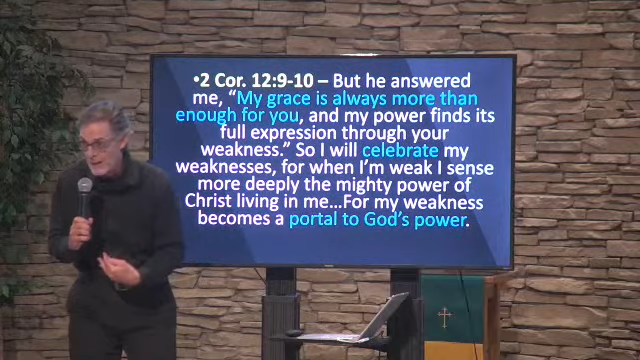 •2 Cor. 12:9-10 – But he answered
me, “My grace is always more than
enough for you, and my power finds its
full expression through your
weakness.” So I will celebrate my
weaknesses, for when I’m weak I sense
more deeply the mighty power of
Christ living in me...For my weakness
becomes a portal to God’s power.